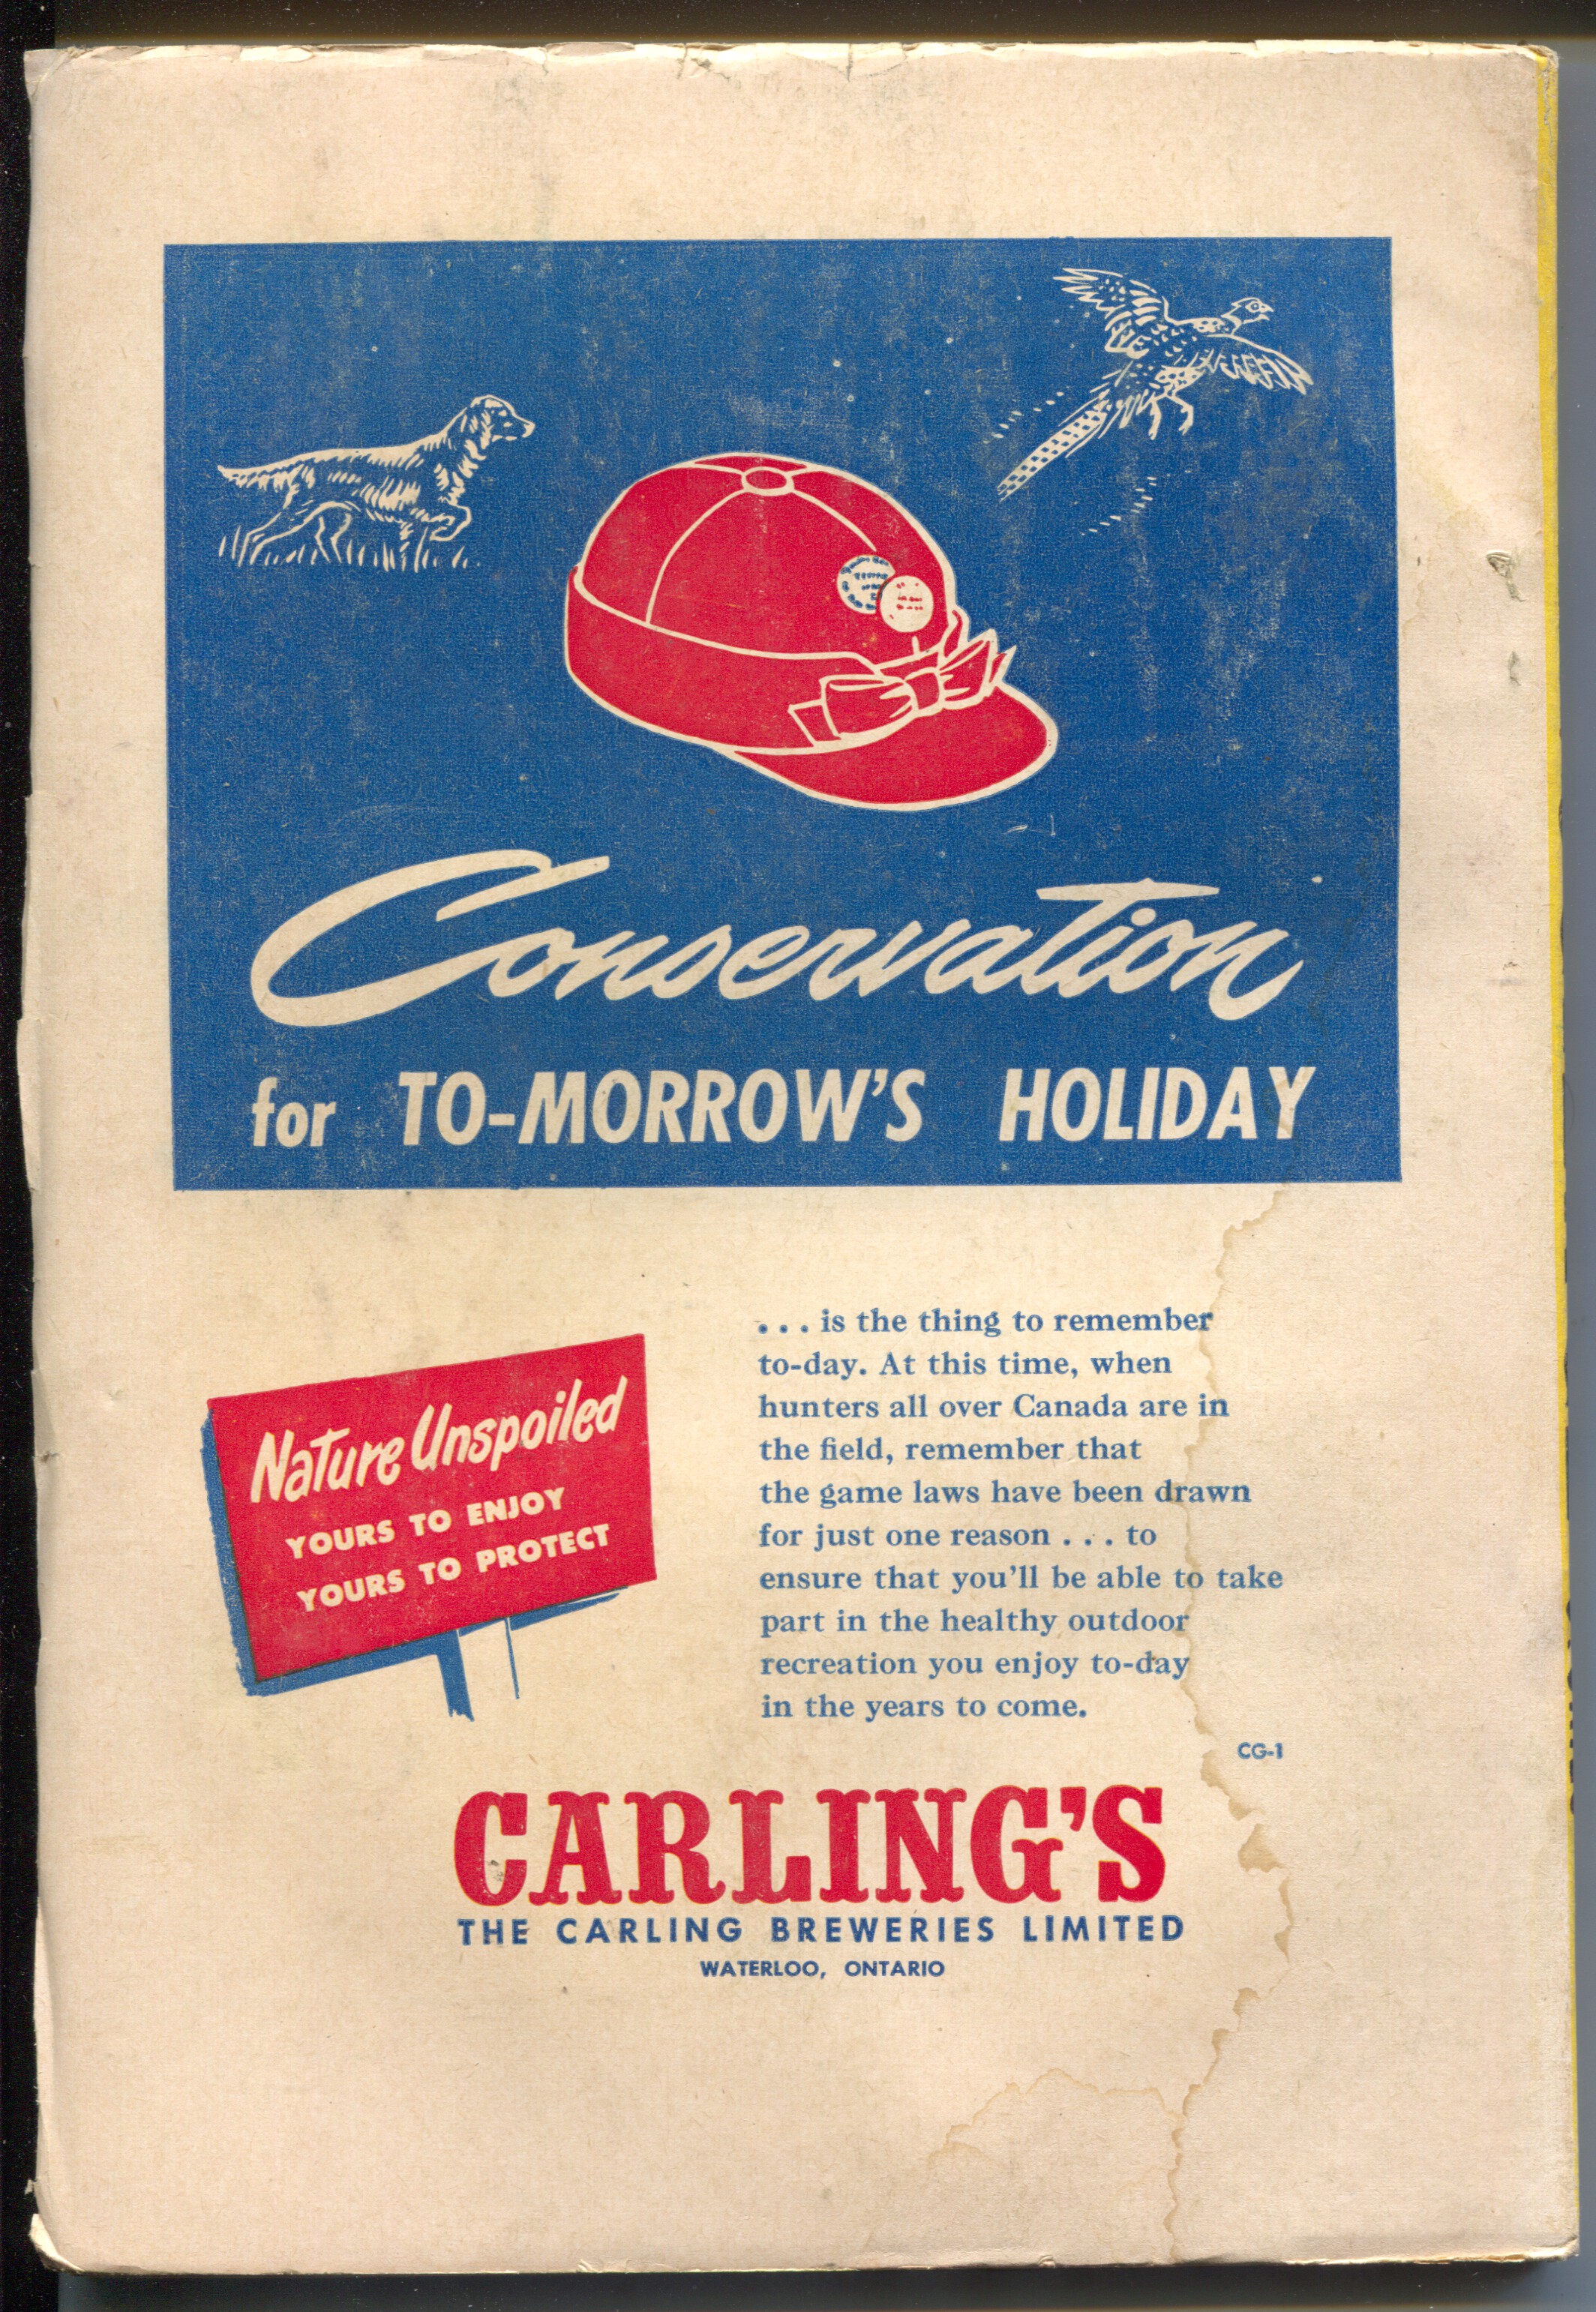 Conservation
for TO-MORROW'S HOLIDAY
Nature Unspoiled
YOURS TO ENJOY
YOURS TO PROTECT
. . . is the thing to remember
to-day. At this time, when
hunters all over Canada are in
the field, remember that
the game laws have been drawn
for just one reason . . . to
ensure that you'll be able to take
part in the healthy outdoor
recreation you enjoy to-day
in the years to come.
CG-1
CARLING'S
THE CARLING BREWERIES LIMITED
WATERLOO, ONTARIO